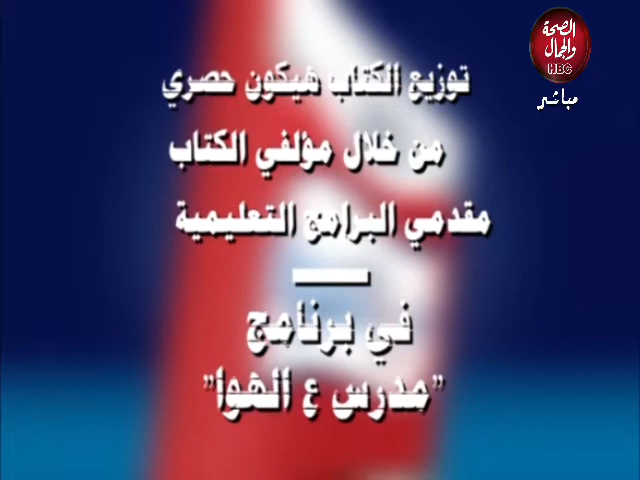 الصحة
والجمال
HBC
مباشر
توزيع الكتاب هيكون حصري
من خلال مؤلفي الكتاب
مقدمي البرامج التعليمية
في برنامج
"مدرس ع الهوا"